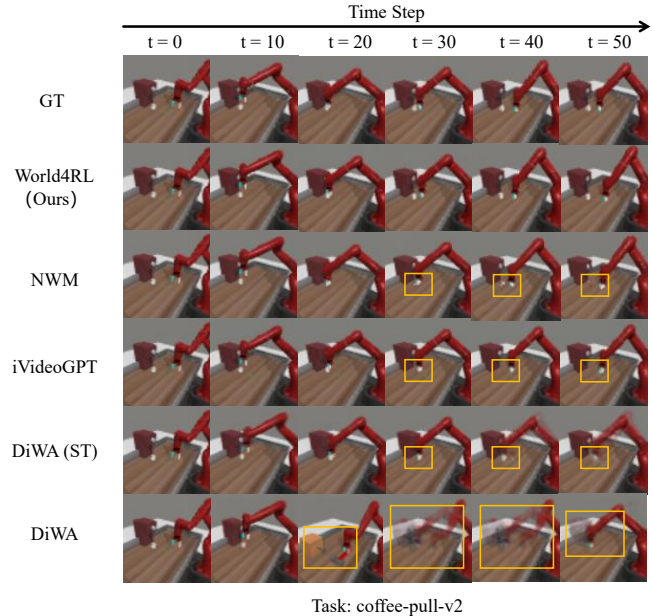 Time Step
t = 0 t = 10 t = 20 t = 30 t = 40 t = 50
GT
World4RL
(Ours)
NWM
iVideoGPT
DiWA (ST)
DiWA
Task: coffee-pull-v2